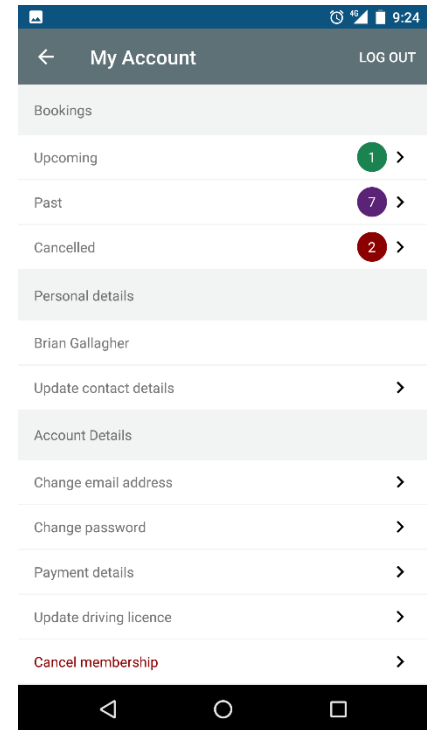 4G 9:24
My Account LOG OUT
Bookings
Upcoming 1
Past 7
Cancelled 2
Personal details
Brian Gallagher
Update contact details
Account Details
Change email address
Change password
Payment details
Update driving licence
Cancel membership